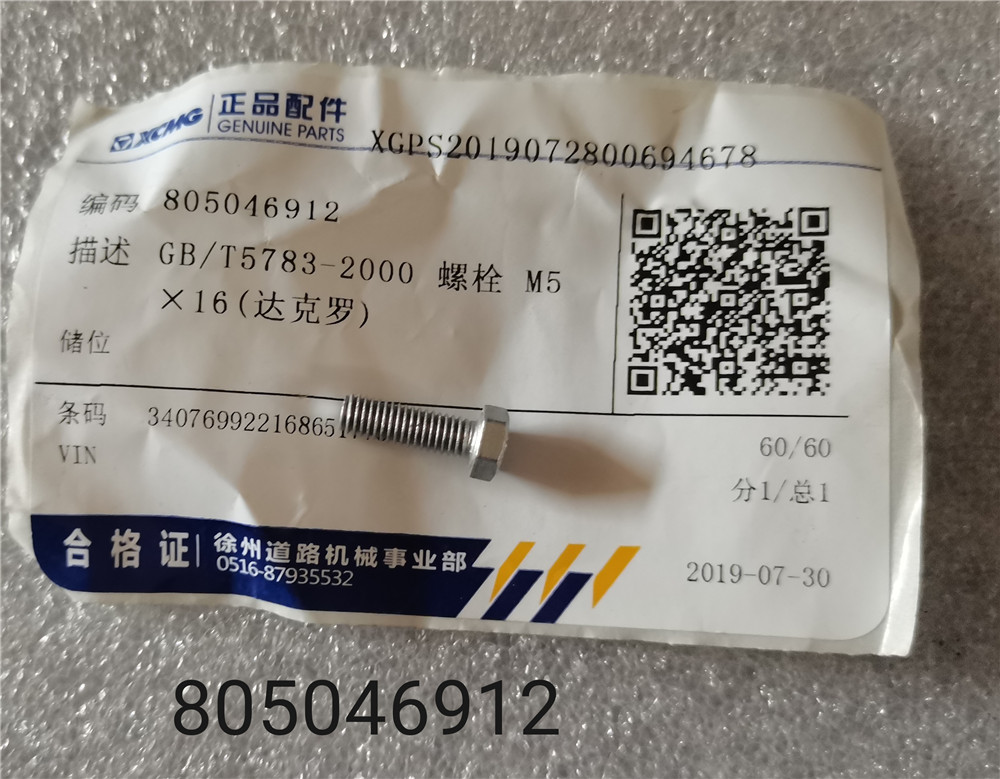 XCMG 正品配件
GENUINE PARTS
XGPS2019072800694678
编码 805046912
描述 GB/T5783-2000 螺栓 M5
×16(达克罗)
储位
条码 3407699221686
VIN
60/60
分1/总1
合格证 徐州道路机械事业部
0516-87935532
2019-07-30
805046912